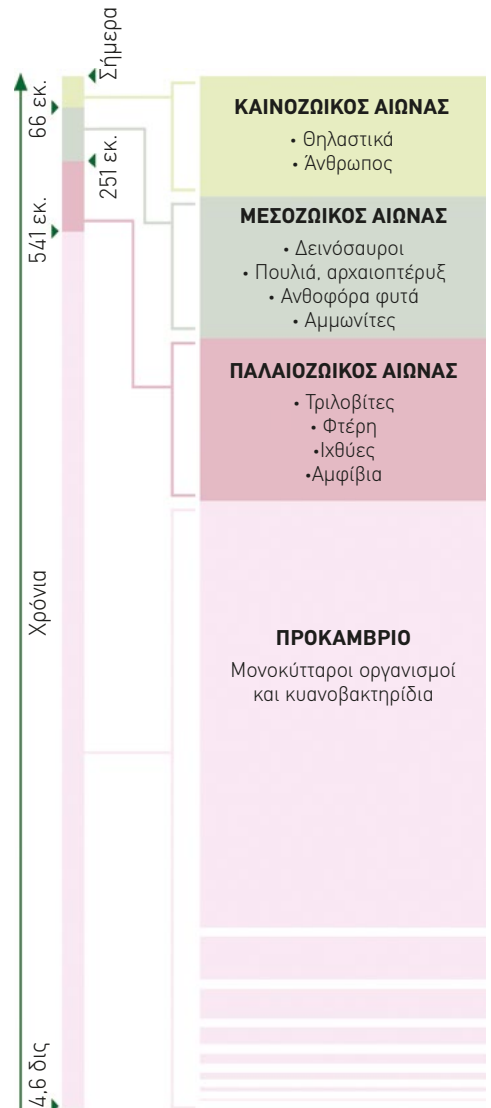 Σήμερα
66 εκ.
251 εκ.
541 εκ.
Χρόνια
4,6 δις
ΚΑΙΝΟΖΩΙΚΟΣ ΑΙΩΝΑΣ
• Θηλαστικά
• Άνθρωπος
ΜΕΣΟΖΩΙΚΟΣ ΑΙΩΝΑΣ
• Δεινόσαυροι
• Πουλιά, αρχαιοπτέρυξ
• Ανθοφόρα φυτά
• Αμμωνίτες
ΠΑΛΑΙΟΖΩΙΚΟΣ ΑΙΩΝΑΣ
• Τριλοβίτες
• Φτέρη
•Ιχθύες
•Αμφίβια
ΠΡΟΚΑΜΒΡΙΟ
Μονοκύτταροι οργανισμοί
και κυανοβακτηρίδια